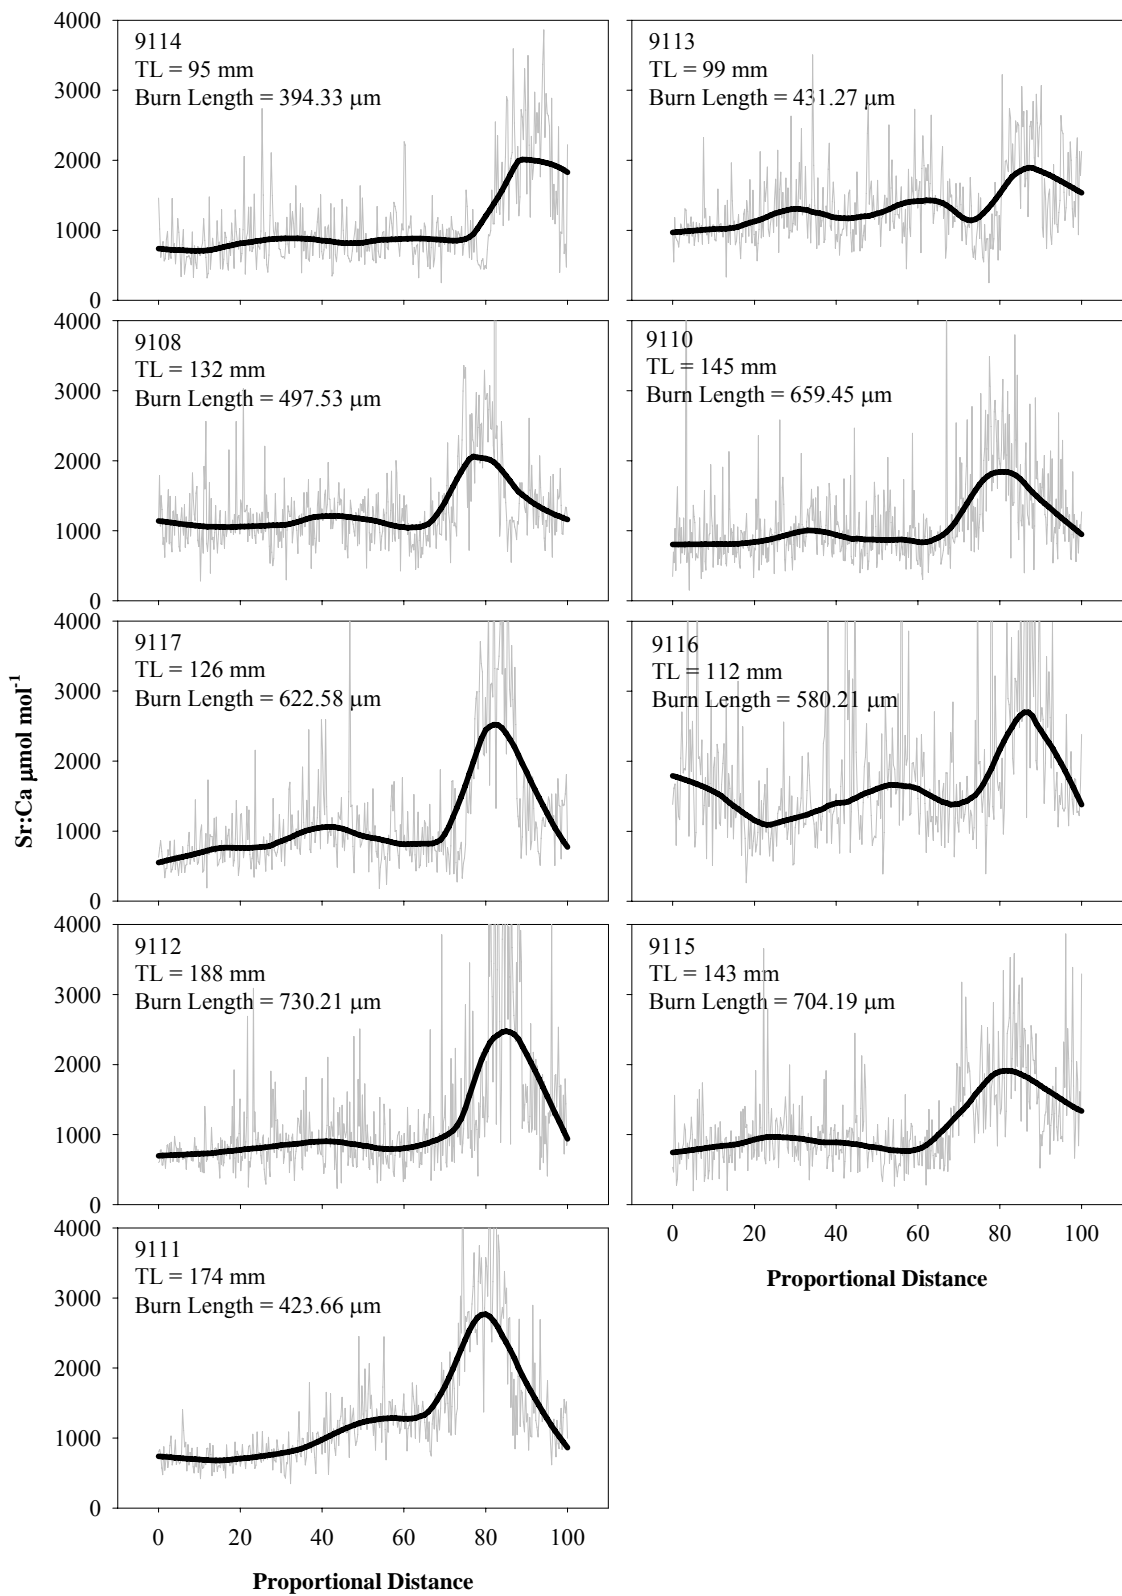 Sr:Ca μmol mol-1
4000
3000
2000
1000
0
9114
TL = 95 mm
Burn Length = 394.33 μm
9113
TL = 99 mm
Burn Length = 431.27 μm
4000
3000
2000
1000
0
9108
TL = 132 mm
Burn Length = 497.53 μm
9110
TL = 145 mm
Burn Length = 659.45 μm
4000
3000
2000
1000
0
9117
TL = 126 mm
Burn Length = 622.58 μm
9116
TL = 112 mm
Burn Length = 580.21 μm
4000
3000
2000
1000
0
9112
TL = 188 mm
Burn Length = 730.21 μm
9115
TL = 143 mm
Burn Length = 704.19 μm
0 20 40 60 80 100
Proportional Distance
4000
3000
2000
1000
0
9111
TL = 174 mm
Burn Length = 423.66 μm
0 20 40 60 80 100
Proportional Distance